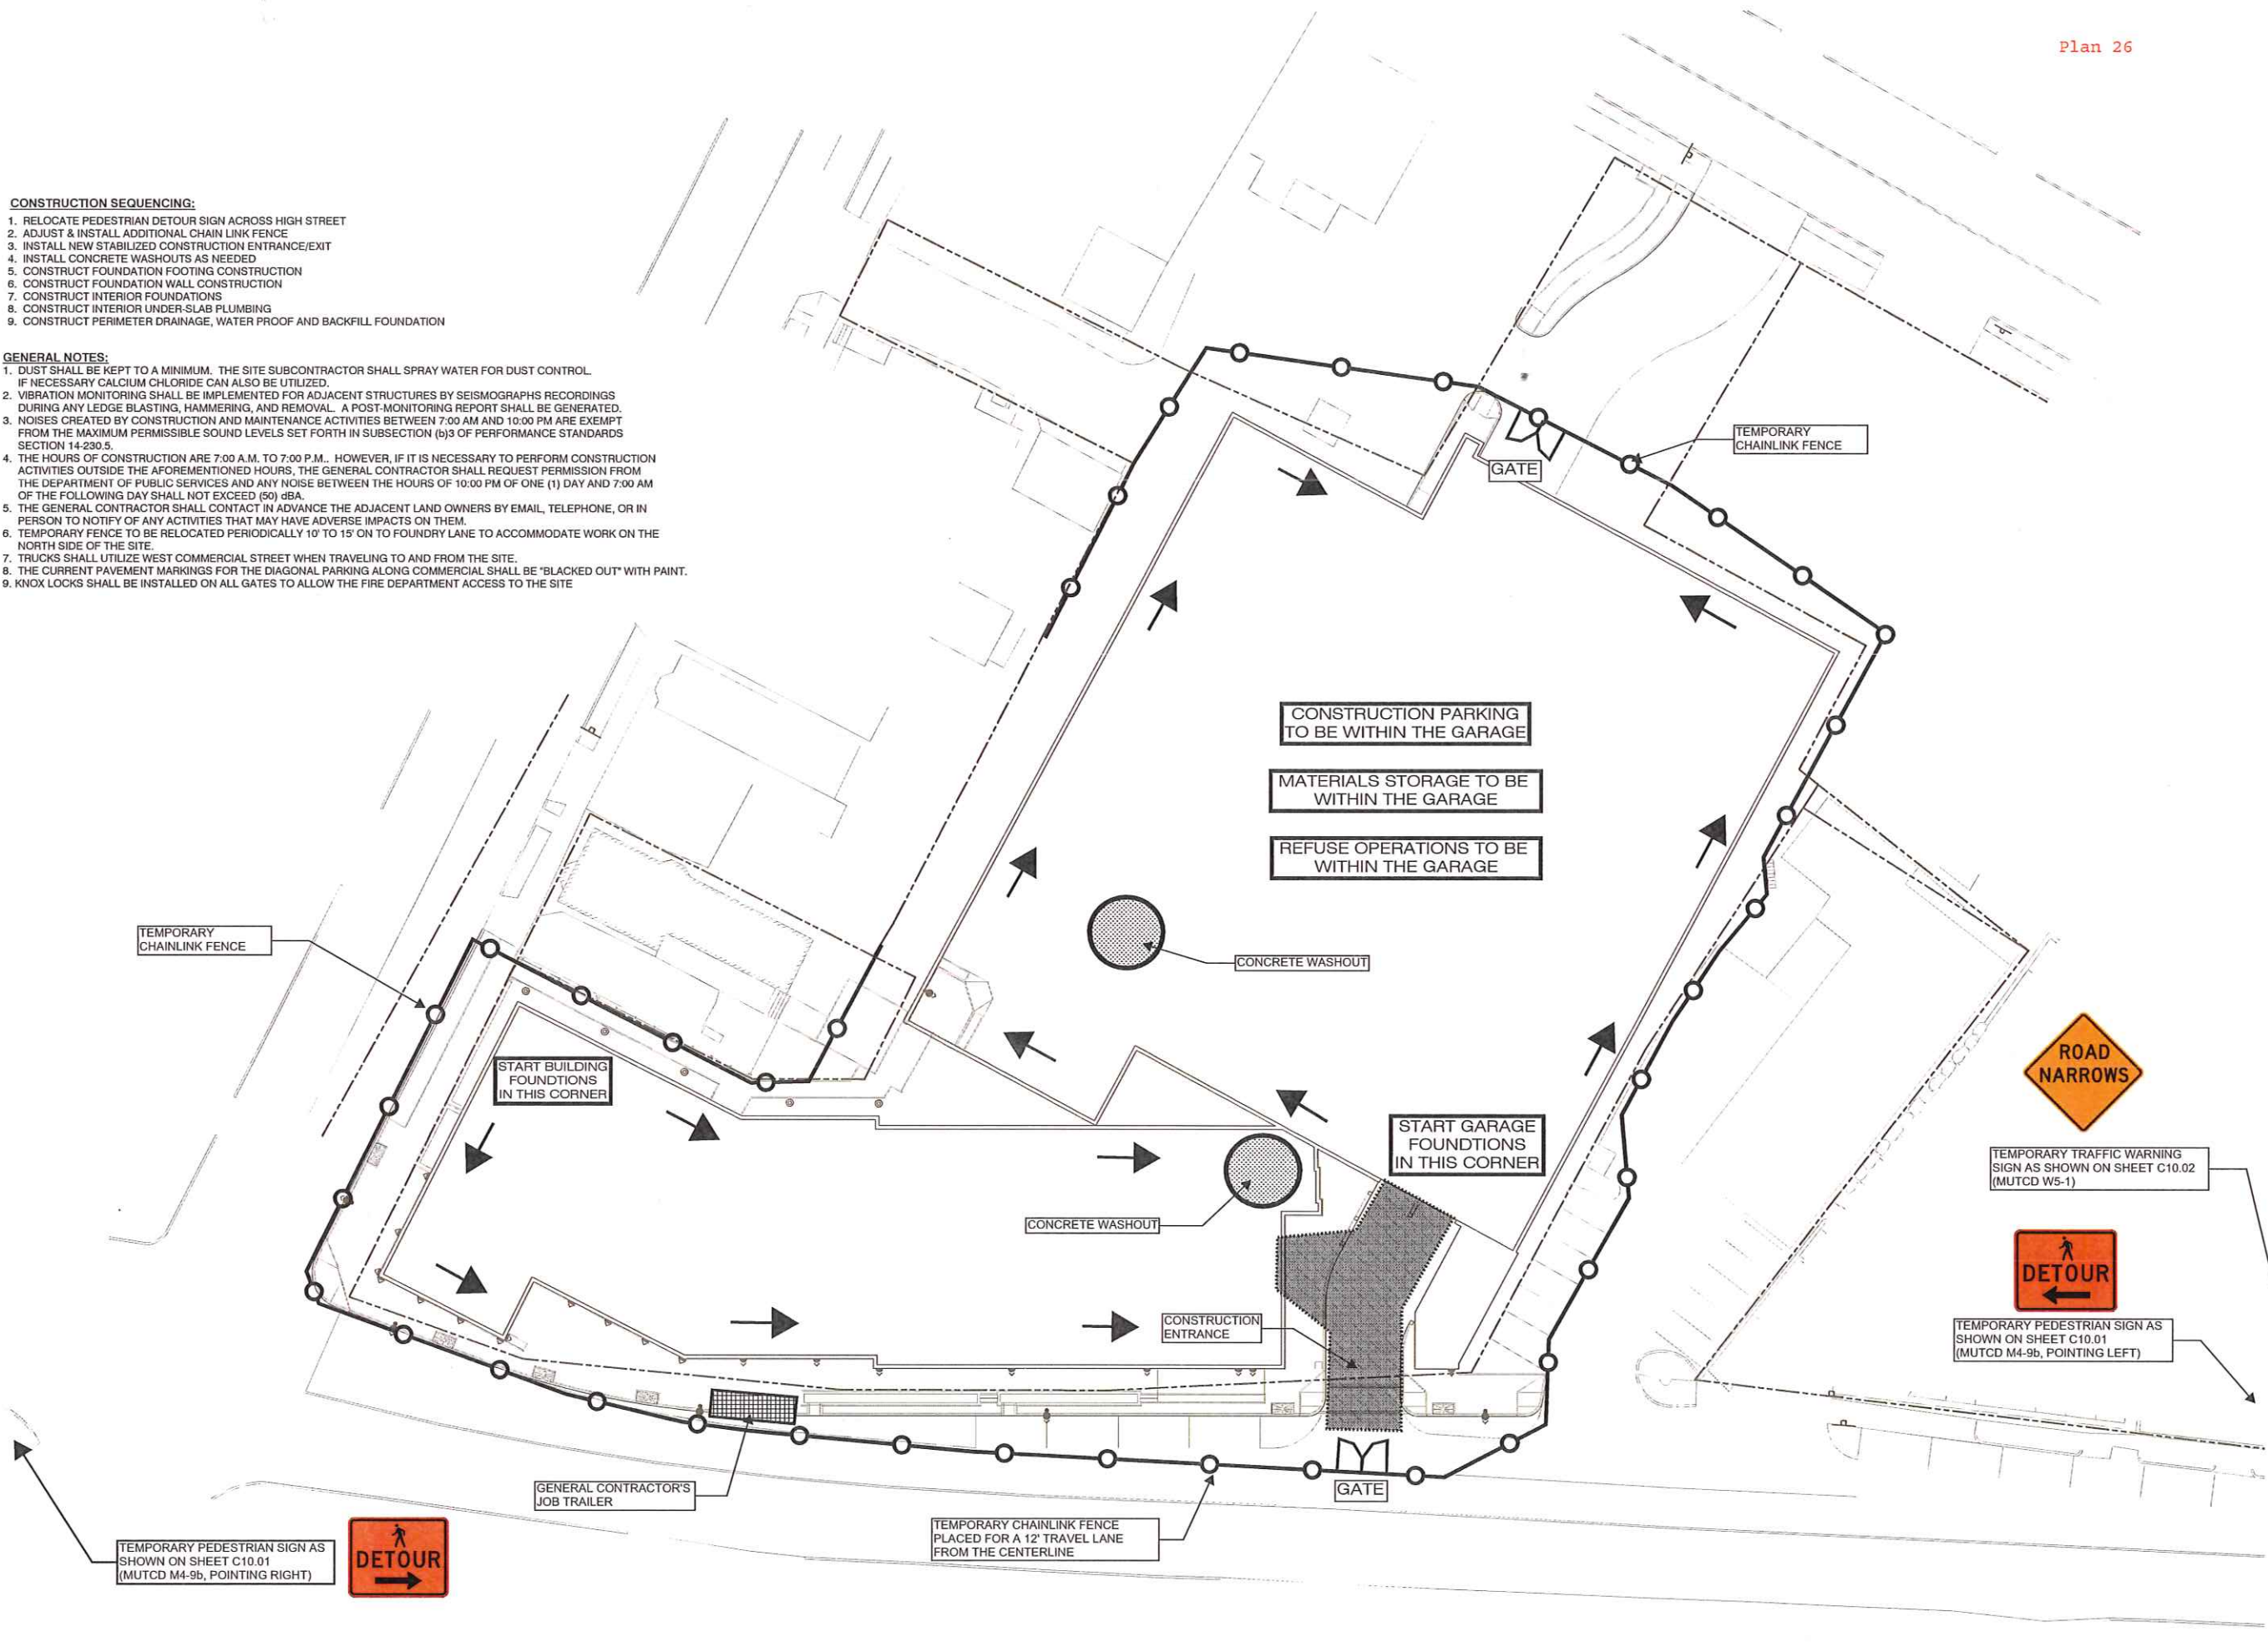 Plan 26
CONSTRUCTION SEQUENCING:
1. RELOCATE PEDESTRIAN DETOUR SIGN ACROSS HIGH STREET
2. ADJUST & INSTALL ADDITIONAL CHAIN LINK FENCE
3. INSTALL NEW STABILIZED CONSTRUCTION ENTRANCE/EXIT
4. INSTALL CONCRETE WASHOUTS AS NEEDED
5. CONSTRUCT FOUNDATION FOOTING CONSTRUCTION
6. CONSTRUCT FOUNDATION WALL CONSTRUCTION
7. CONSTRUCT INTERIOR FOUNDATIONS
8. CONSTRUCT INTERIOR UNDER-SLAB PLUMBING
9. CONSTRUCT PERIMETER DRAINAGE, WATER PROOF AND BACKFILL FOUNDATION
GENERAL NOTES:
1. DUST SHALL BE KEPT TO A MINIMUM. THE SITE SUBCONTRACTOR SHALL SPRAY WATER FOR DUST CONTROL.
IF NECESSARY CALCIUM CHLORIDE CAN ALSO BE UTILIZED.
2. VIBRATION MONITORING SHALL BE IMPLEMENTED FOR ADJACENT STRUCTURES BY SEISMOGRAPHS RECORDINGS
DURING ANY LEDGE BLASTING, HAMMERING, AND REMOVAL. A POST-MONITORING REPORT SHALL BE GENERATED.
3. NOISES CREATED BY CONSTRUCTION AND MAINTENANCE ACTIVITIES BETWEEN 7:00 AM AND 10:00 PM ARE EXEMPT
FROM THE MAXIMUM PERMISSIBLE SOUND LEVELS SET FORTH IN SUBSECTION (b)3 OF PERFORMANCE STANDARDS
SECTION 14-230.5.
4. THE HOURS OF CONSTRUCTION ARE 7:00 A.M. TO 7:00 P.M.. HOWEVER, IF IT IS NECESSARY TO PERFORM CONSTRUCTION
ACTIVITIES OUTSIDE THE AFOREMENTIONED HOURS, THE GENERAL CONTRACTOR SHALL REQUEST PERMISSION FROM
THE DEPARTMENT OF PUBLIC SERVICES AND ANY NOISE BETWEEN THE HOURS OF 10:00 PM OF ONE (1) DAY AND 7:00 AM
OF THE FOLLOWING DAY SHALL NOT EXCEED (50) dBA.
5. THE GENERAL CONTRACTOR SHALL CONTACT IN ADVANCE THE ADJACENT LAND OWNERS BY EMAIL, TELEPHONE, OR IN
PERSON TO NOTIFY OF ANY ACTIVITIES THAT MAY HAVE ADVERSE IMPACTS ON THEM.
6. TEMPORARY FENCE TO BE RELOCATED PERIODICALLY 10' TO 15' ON TO FOUNDRY LANE TO ACCOMMODATE WORK ON THE
NORTH SIDE OF THE SITE.
7. TRUCKS SHALL UTILIZE WEST COMMERCIAL STREET WHEN TRAVELING TO AND FROM THE SITE.
8. THE CURRENT PAVEMENT MARKINGS FOR THE DIAGONAL PARKING ALONG COMMERCIAL SHALL BE "BLACKED OUT" WITH PAINT.
9. KNOX LOCKS SHALL BE INSTALLED ON ALL GATES TO ALLOW THE FIRE DEPARTMENT ACCESS TO THE SITE
TEMPORARY
CHAINLINK FENCE
GATE
CONSTRUCTION PARKING
TO BE WITHIN THE GARAGE
MATERIALS STORAGE TO BE
WITHIN THE GARAGE
REFUSE OPERATIONS TO BE
WITHIN THE GARAGE
TEMPORARY
CHAINLINK FENCE
CONCRETE WASHOUT
START BUILDING
FOUNDTIONS
IN THIS CORNER
ROAD
NARROWS
START GARAGE
FOUNDTIONS
IN THIS CORNER
TEMPORARY TRAFFIC WARNING
SIGN AS SHOWN ON SHEET C10.02
(MUTCD W5-1)
CONCRETE WASHOUT
DETOUR
CONSTRUCTION
ENTRANCE
TEMPORARY PEDESTRIAN SIGN AS
SHOWN ON SHEET C10.01
(MUTCD M4-9b, POINTING LEFT)
GENERAL CONTRACTOR'S
JOB TRAILER
GATE
TEMPORARY CHAINLINK FENCE
PLACED FOR A 12' TRAVEL LANE
FROM THE CENTERLINE
TEMPORARY PEDESTRIAN SIGN AS
SHOWN ON SHEET C10.01
(MUTCD M4-9b, POINTING RIGHT)
DETOUR